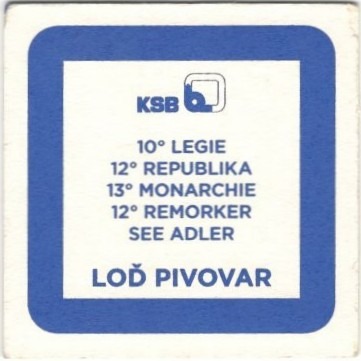 KSB
10° LEGIE
12° REPUBLIKA
13° MONARCHIE
12° REMORKER
SEE ADLER
LOĎ PIVOVAR